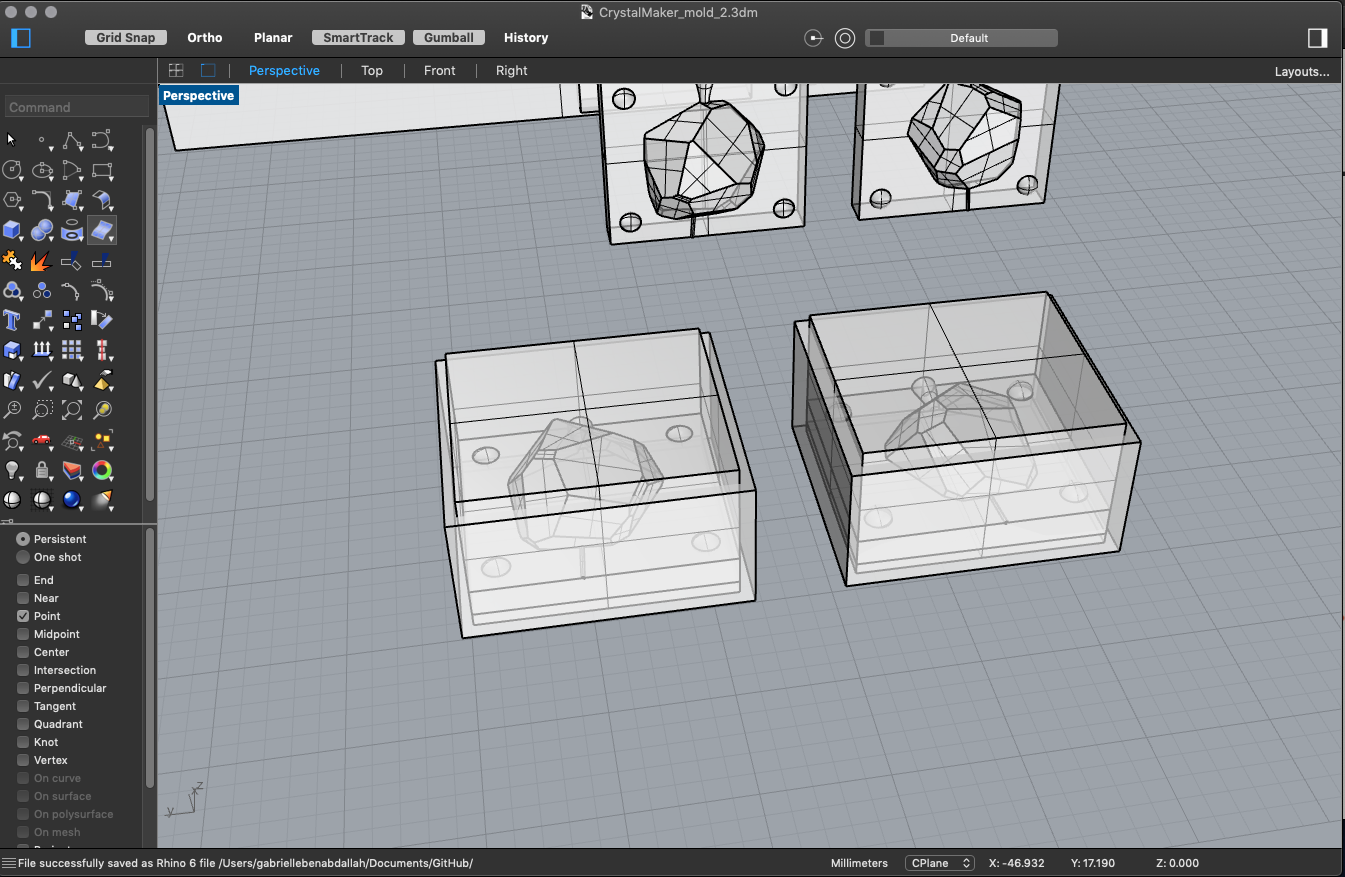 CrystalMaker_mold_2.3dm
Grid Snap Ortho Planar SmartTrack Gumball History Default
Perspective Top Front Right Layouts...
Perspective
Command
Persistent
One shot
End
Near
Point
Midpoint
Center
Intersection
Perpendicular
Tangent
Quadrant
Knot
Vertex
On curve
On surface
On polysurface
On mesh
z
x
y
File successfully saved as Rhino 6 file /Users/gabriellebenabdallah/Documents/GitHub/ Millimeters CPlane X: -46.932 Y: 17.190 Z: 0.000